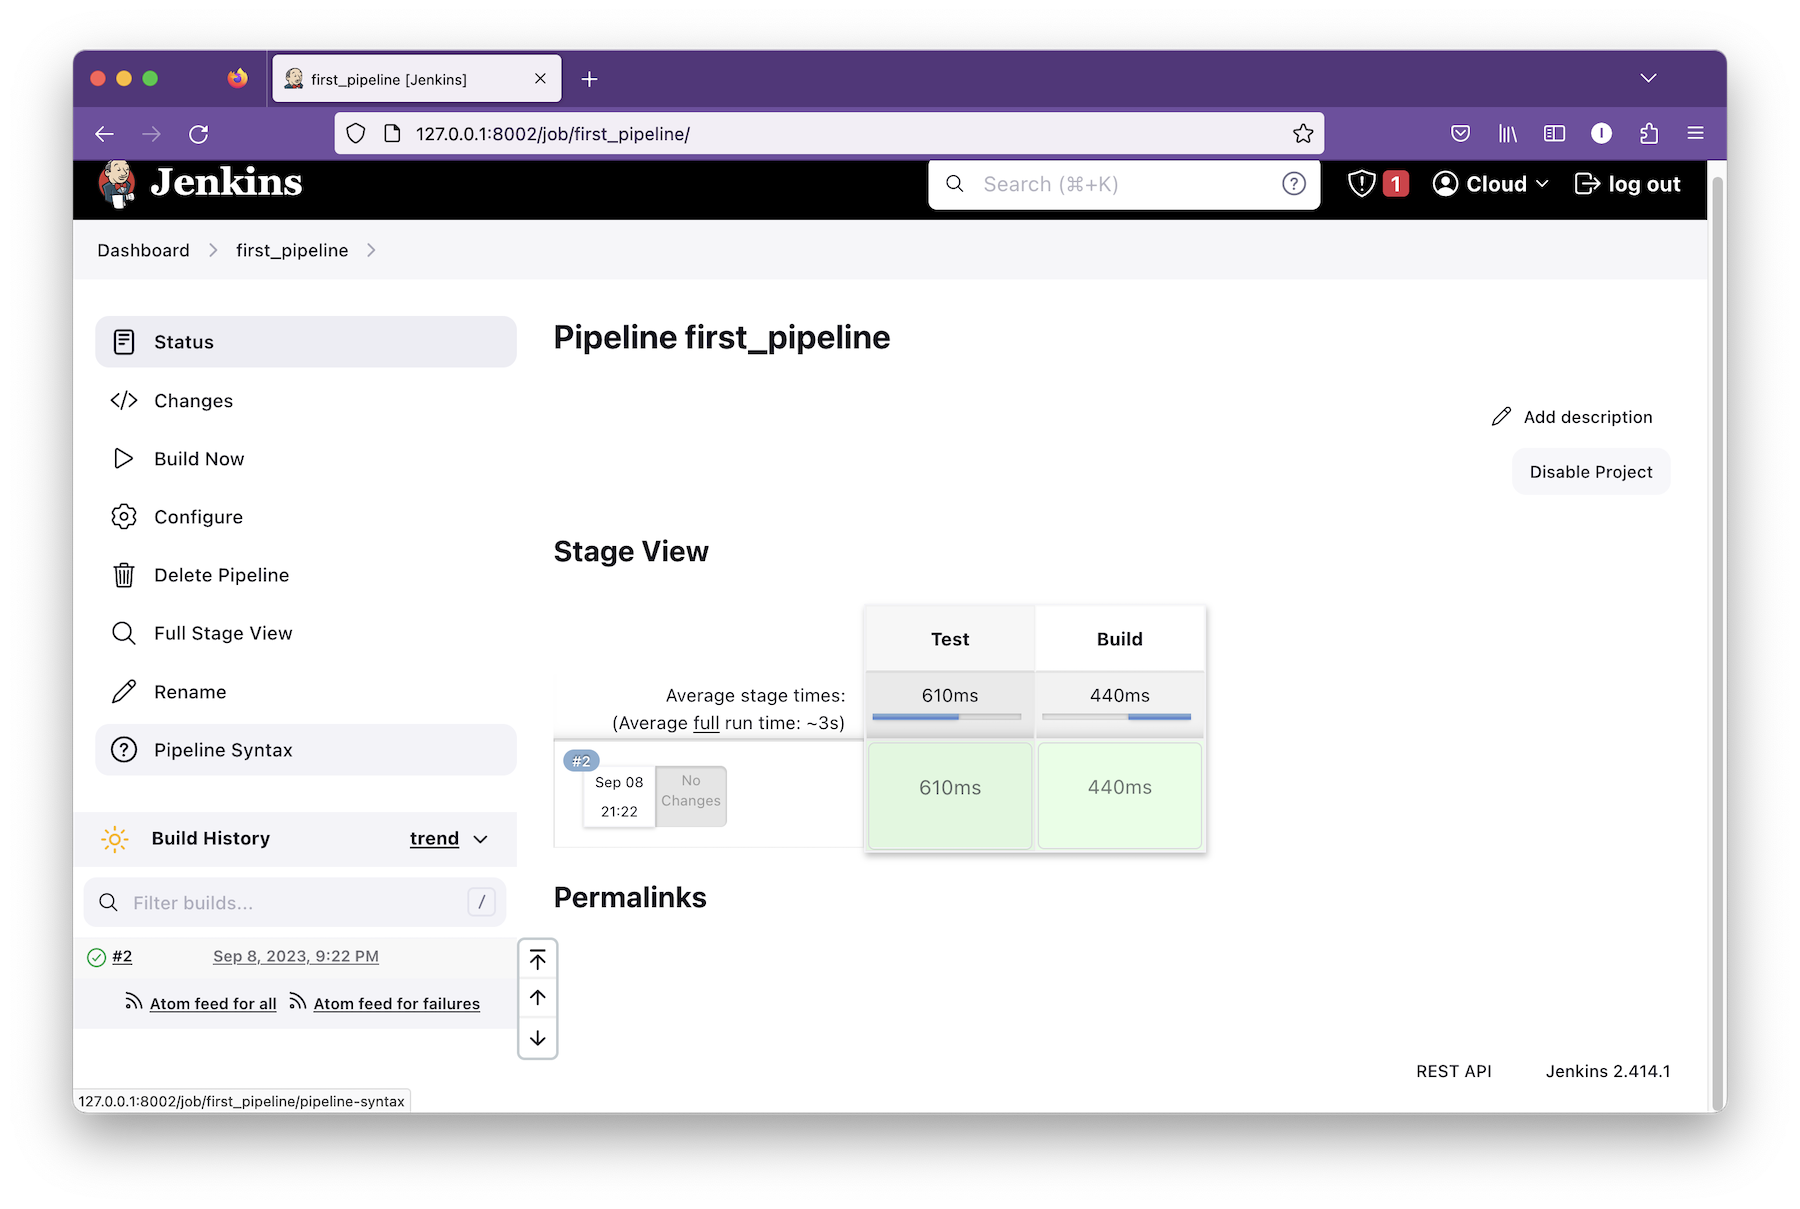 first_pipeline [Jenkins]
127.0.0.1:8002/job/first_pipeline/
Jenkins
Search (⌘+K)
1
Cloud
log out
Dashboard
first_pipeline
Status
Changes
Build Now
Configure
Delete Pipeline
Full Stage View
Rename
Pipeline Syntax
Build History
trend
Filter builds...
/
#2
Sep 8, 2023, 9:22 PM
Atom feed for all
Atom feed for failures
Pipeline first_pipeline
Add description
Disable Project
Stage View
Test
Build
Average stage times:
(Average full run time: ~3s)
610ms
440ms
#2
Sep 08
21:22
No
Changes
610ms
440ms
Permalinks
REST API
Jenkins 2.414.1
127.0.0.1:8002/job/first_pipeline/pipeline-syntax